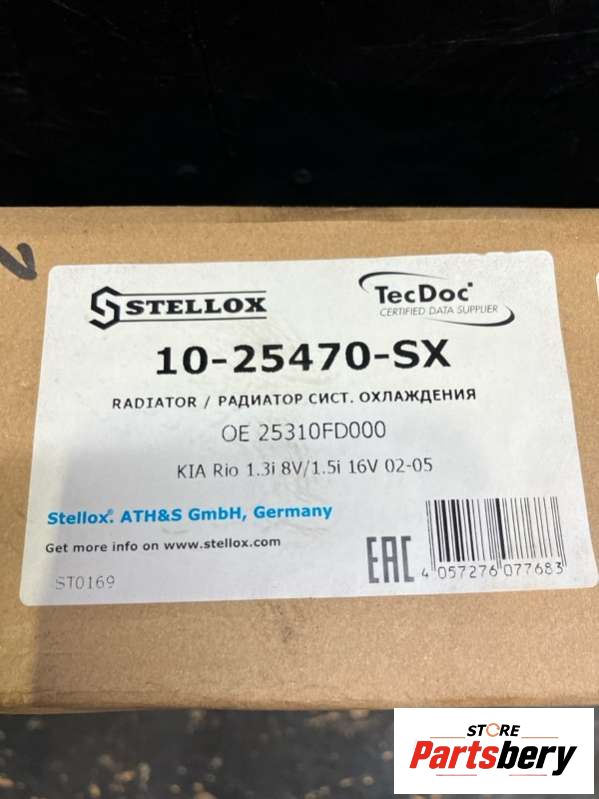 STELLOX
TecDoc
CERTIFIED DATA SUPPLIER
10-25470-SX
RADIATOR / РАДИАТОР СИСТ. ОХЛАЖДЕНИЯ
OE 25310FD000
KIA Rio 1.3i 8V/1.5i 16V 02-05
Stellox. ATH&S GmbH, Germany
Get more info on www.stellox.com
ST0169
EAC
4 057276 077683
STORE
Partsbery